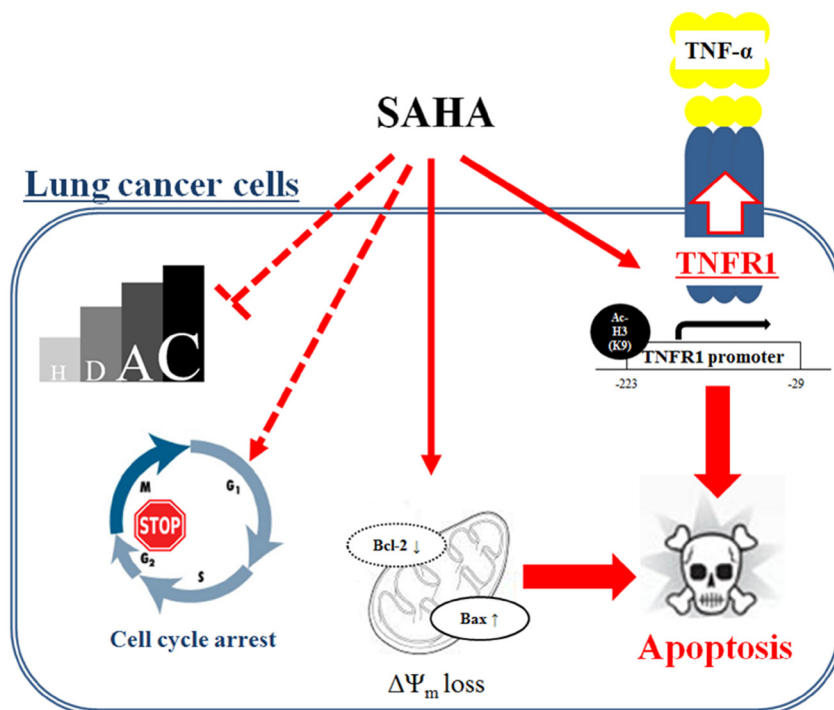 TNF-α
SAHA
Lung cancer cells
TNFR1
Ac-
H3
(K9)
TNFR1 promoter
-223
-29
H D A C
M
G1
STOP
G2
S
Cell cycle arrest
Bcl-2 ↓
Bax ↑
ΔΨm loss
Apoptosis